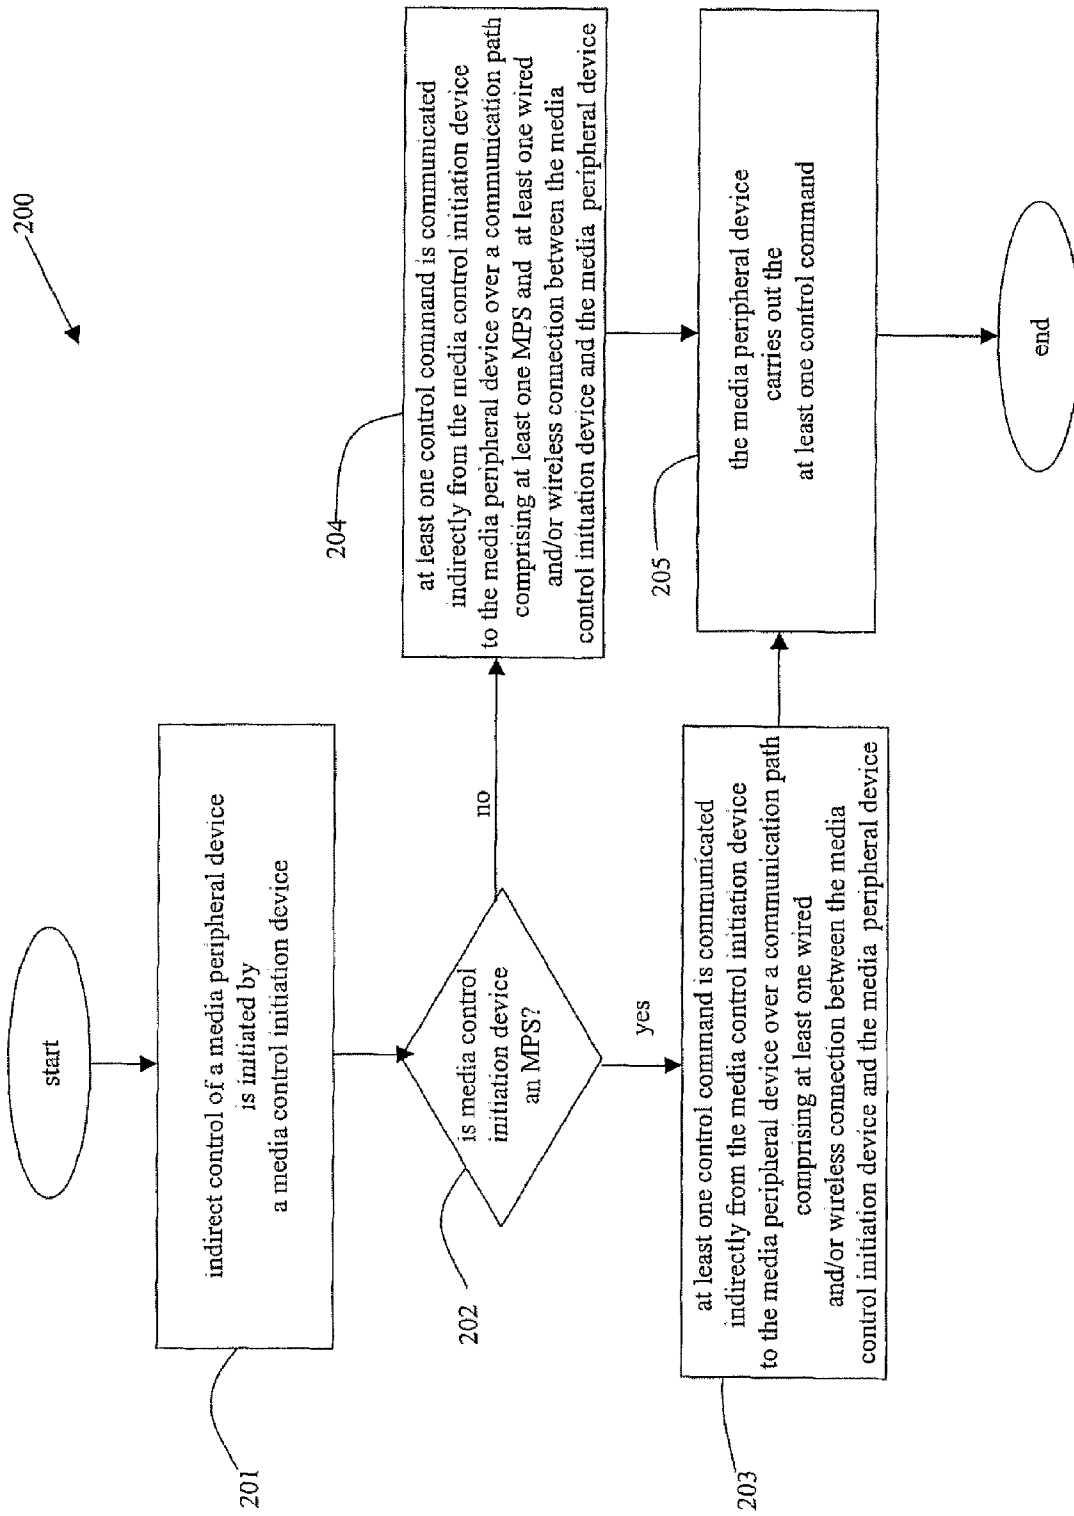 200
start
201
indirect control of a media peripheral device
is initiated by
a media control initiation device
202
is media control
initiation device
an MPS?
no
yes
203
at least one control command is communicated
indirectly from the media control initiation device
to the media peripheral device over a communication path
comprising at least one wired
and/or wireless connection between the media
control initiation device and the media peripheral device
204
at least one control command is communicated
indirectly from the media control initiation device
to the media peripheral device over a communication path
comprising at least one MPS and at least one wired
and/or wireless connection between the media
control initiation device and the media peripheral device
205
the media peripheral device
carries out the
at least one control command
end